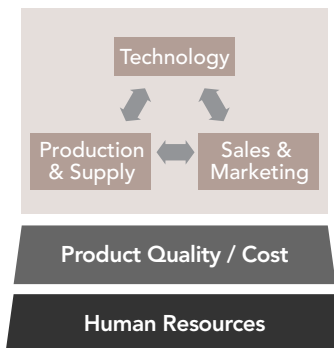 Technology
Production
& Supply
Sales &
Marketing
Product Quality / Cost
Human Resources